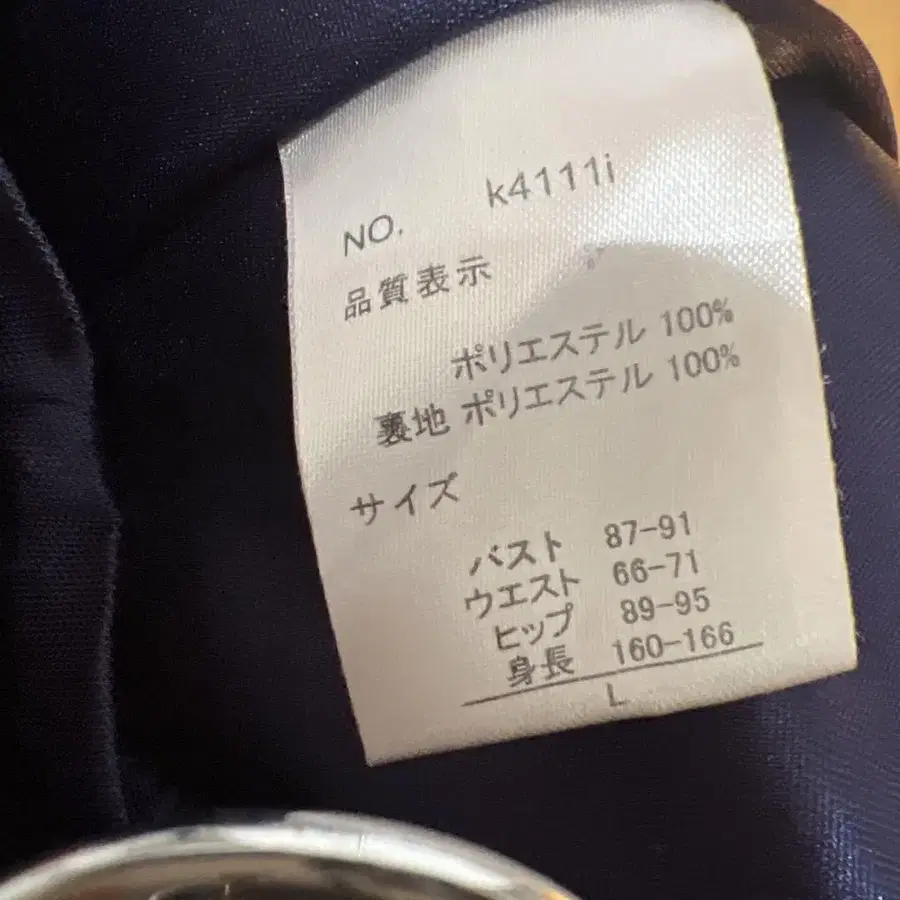 NO. k4111i
品質表示
ポリエステル 100%
裏地 ポリエステル 100%
サイズ
バスト 87-91
ウエスト 66-71
ヒップ 89-95
身長 160-166
L